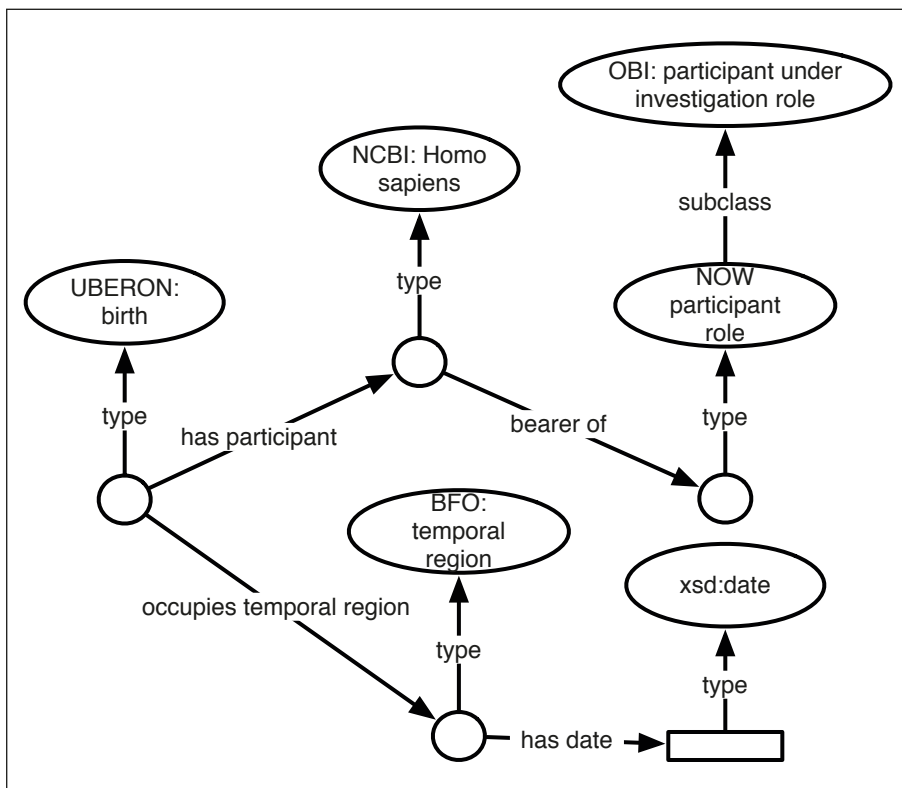 OBI: participant under
investigation role
NCBI: Homo
sapiens
subclass
UBERON:
birth
type
NOW
participant
role
type
type
has participant
bearer of
BFO:
temporal
region
xsd:date
occupies temporal region
type
type
has date